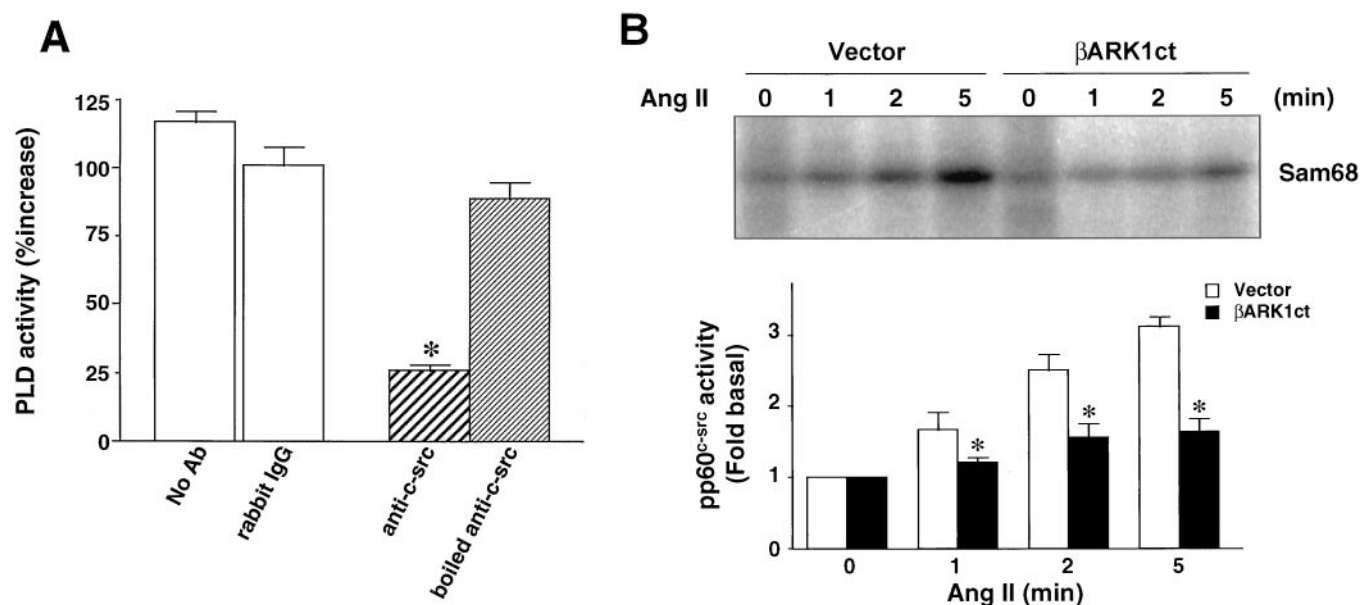 A
PLD activity (%increase)
125
100
75
50
25
0
No Ab
rabbit IgG
*
anti-c-src
boiled anti-c-src
B
Vector βARK1ct
Ang II 0 1 2 5 0 1 2 5 (min)
Sam68
Vector
βARK1ct
pp60c-src activity
(Fold basal)
3
2
1
0
* * *
0 1 2 5
Ang II (min)